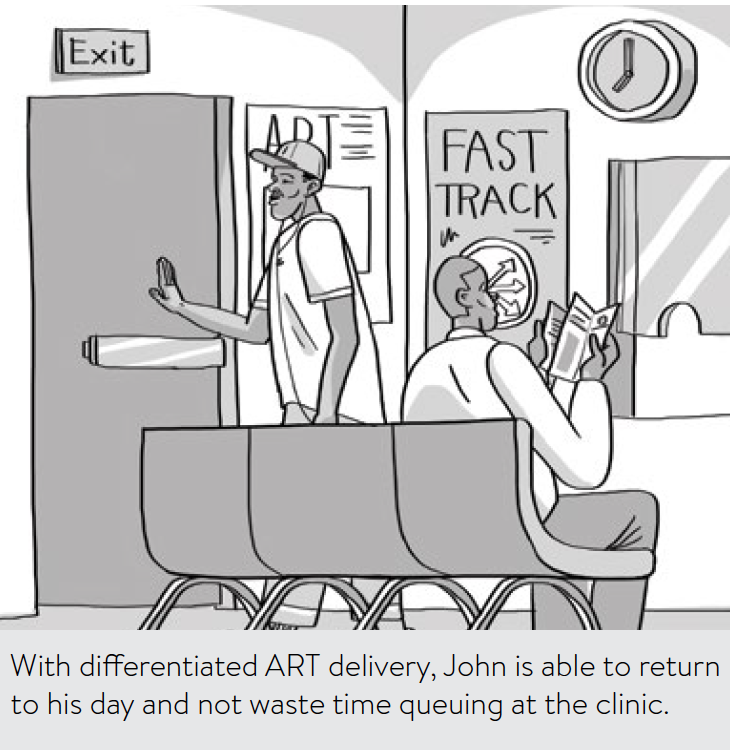 Exit
ART
FAST
TRACK
With differentiated ART delivery, John is able to return
to his day and not waste time queuing at the clinic.